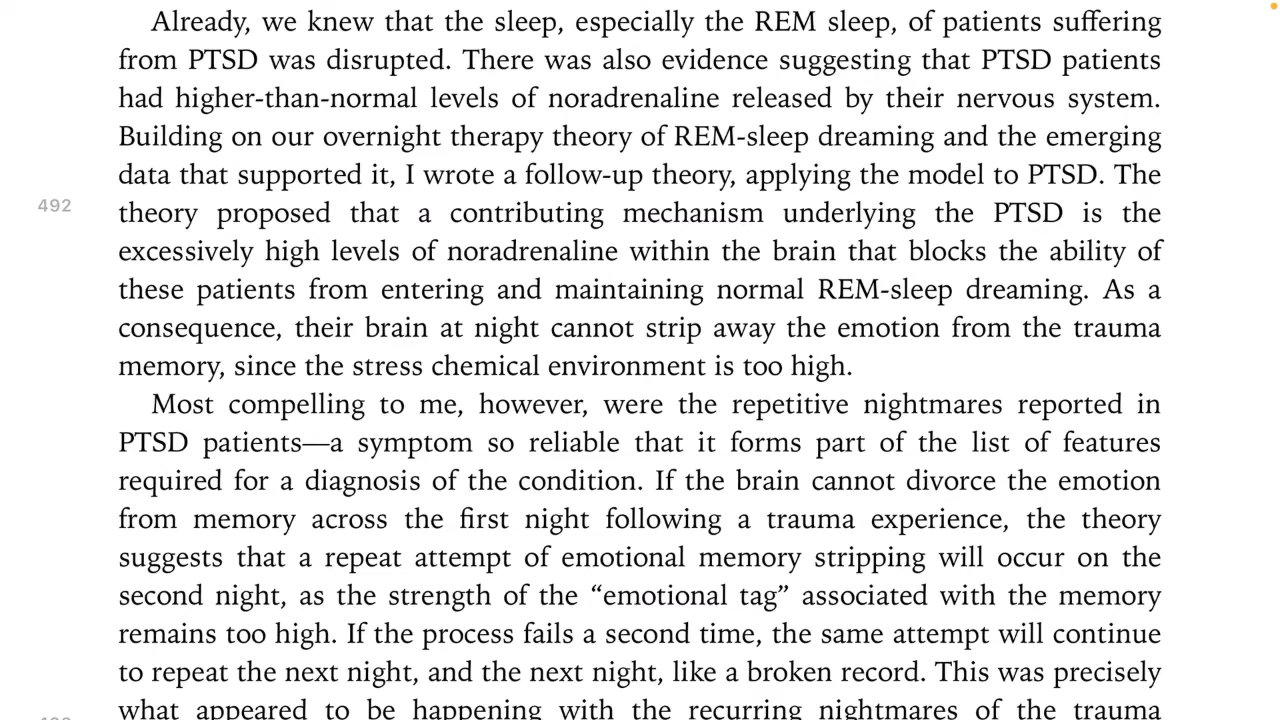 Already, we knew that the sleep, especially the REM sleep, of patients suffering
from PTSD was disrupted. There was also evidence suggesting that PTSD patients
had higher-than-normal levels of noradrenaline released by their nervous system.
Building on our overnight therapy theory of REM-sleep dreaming and the emerging
data that supported it, I wrote a follow-up theory, applying the model to PTSD. The
492
theory proposed that a contributing mechanism underlying the PTSD is the
excessively high levels of noradrenaline within the brain that blocks the ability of
these patients from entering and maintaining normal REM-sleep dreaming. As a
consequence, their brain at night cannot strip away the emotion from the trauma
memory, since the stress chemical environment is too high.
Most compelling to me, however, were the repetitive nightmares reported in
PTSD patients—a symptom so reliable that it forms part of the list of features
required for a diagnosis of the condition. If the brain cannot divorce the emotion
from memory across the first night following a trauma experience, the theory
suggests that a repeat attempt of emotional memory stripping will occur on the
second night, as the strength of the “emotional tag” associated with the memory
remains too high. If the process fails a second time, the same attempt will continue
to repeat the next night, and the next night, like a broken record. This was precisely
what appeared to be happening with the recurring nightmares of the trauma